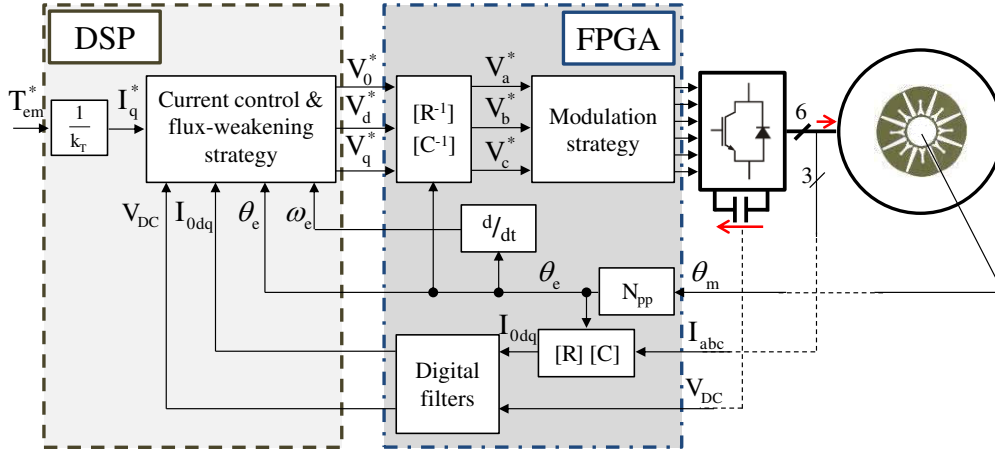 DSP
FPGA
T*em
1
kT
I*q
Current control &
flux-weakening
strategy
V*0
V*d
V*q
[R-1]
[C-1]
V*a
V*b
V*c
Modulation
strategy
6
3
VDC
I0dq
θe
ωe
d/dt
θe
Npp
θm
I0dq
[R] [C]
Iabc
Digital
filters
VDC